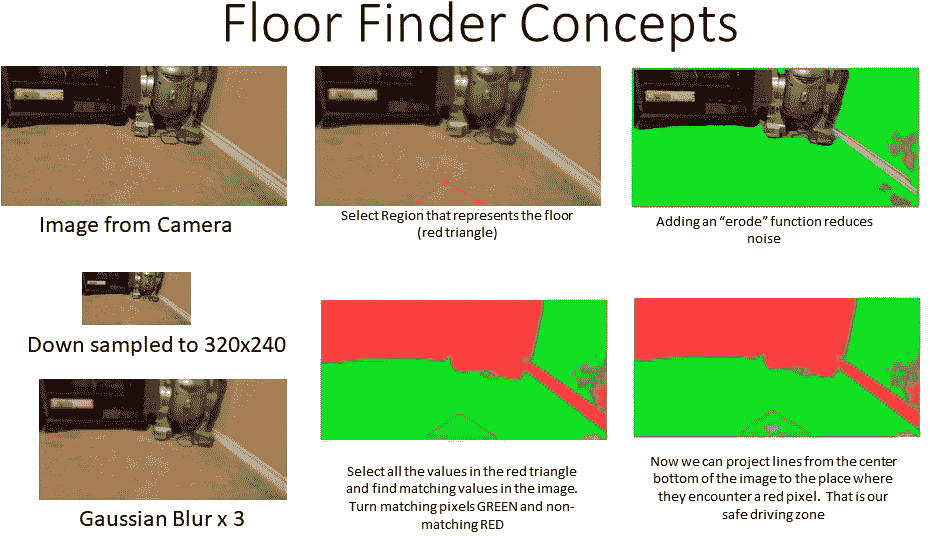 Floor Finder Concepts
Image from Camera
Down sampled to 320x240
Gaussian Blur x 3
Select Region that represents the floor
(red triangle)
Select all the values in the red triangle
and find matching values in the image.
Turn matching pixels GREEN and non-
matching RED
Adding an “erode” function reduces
noise
Now we can project lines from the center
bottom of the image to the place where
they encounter a red pixel.  That is our
safe driving zone